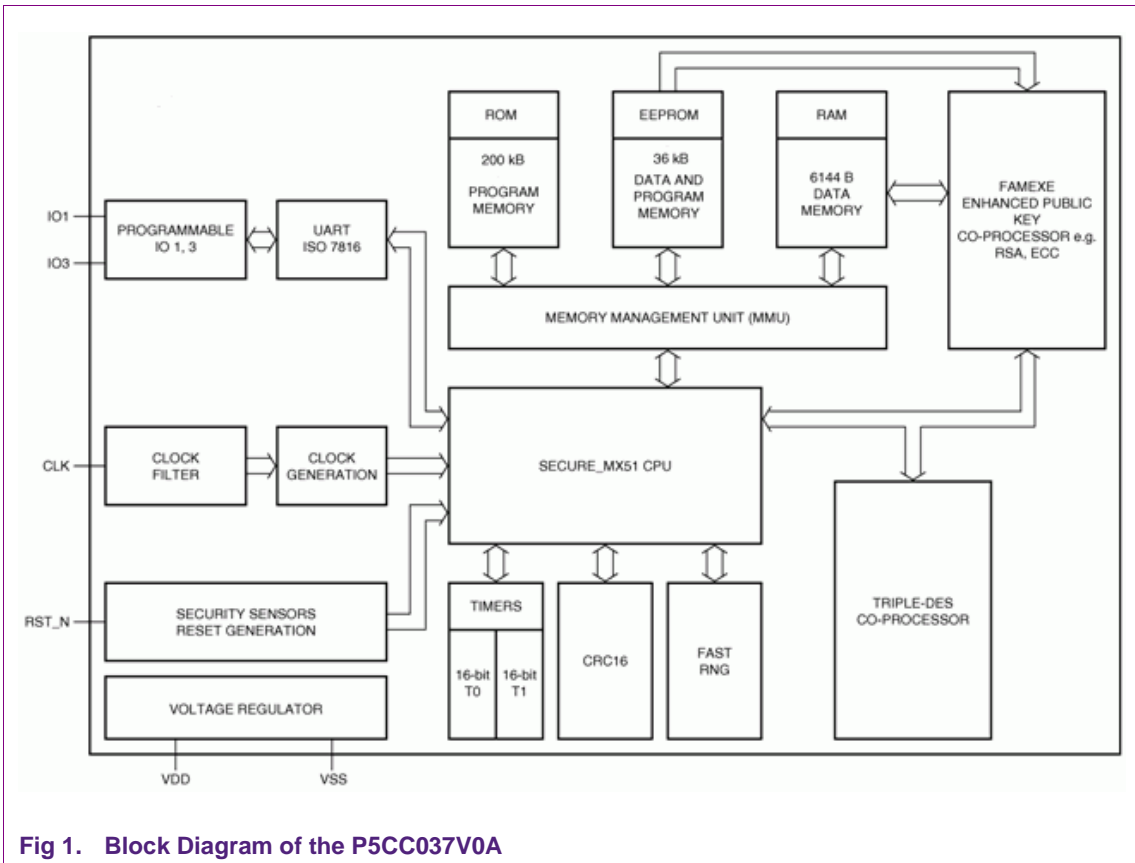 ROM
200 kB
PROGRAM
MEMORY
EEPROM
36 kB
DATA AND
PROGRAM
MEMORY
RAM
6144 B
DATA
MEMORY
FAMEXE
ENHANCED PUBLIC
KEY
CO-PROCESSOR e.g.
RSA, ECC
IO1
IO3
PROGRAMMABLE
IO 1, 3
UART
ISO 7816
MEMORY MANAGEMENT UNIT (MMU)
CLK
CLOCK
FILTER
CLOCK
GENERATION
SECURE_MX51 CPU
RST_N
SECURITY SENSORS
RESET GENERATION
TIMERS
16-bit
T0
16-bit
T1
CRC16
FAST
RNG
TRIPLE-DES
CO-PROCESSOR
VOLTAGE REGULATOR
VDD
VSS
Fig 1. Block Diagram of the P5CC037V0A